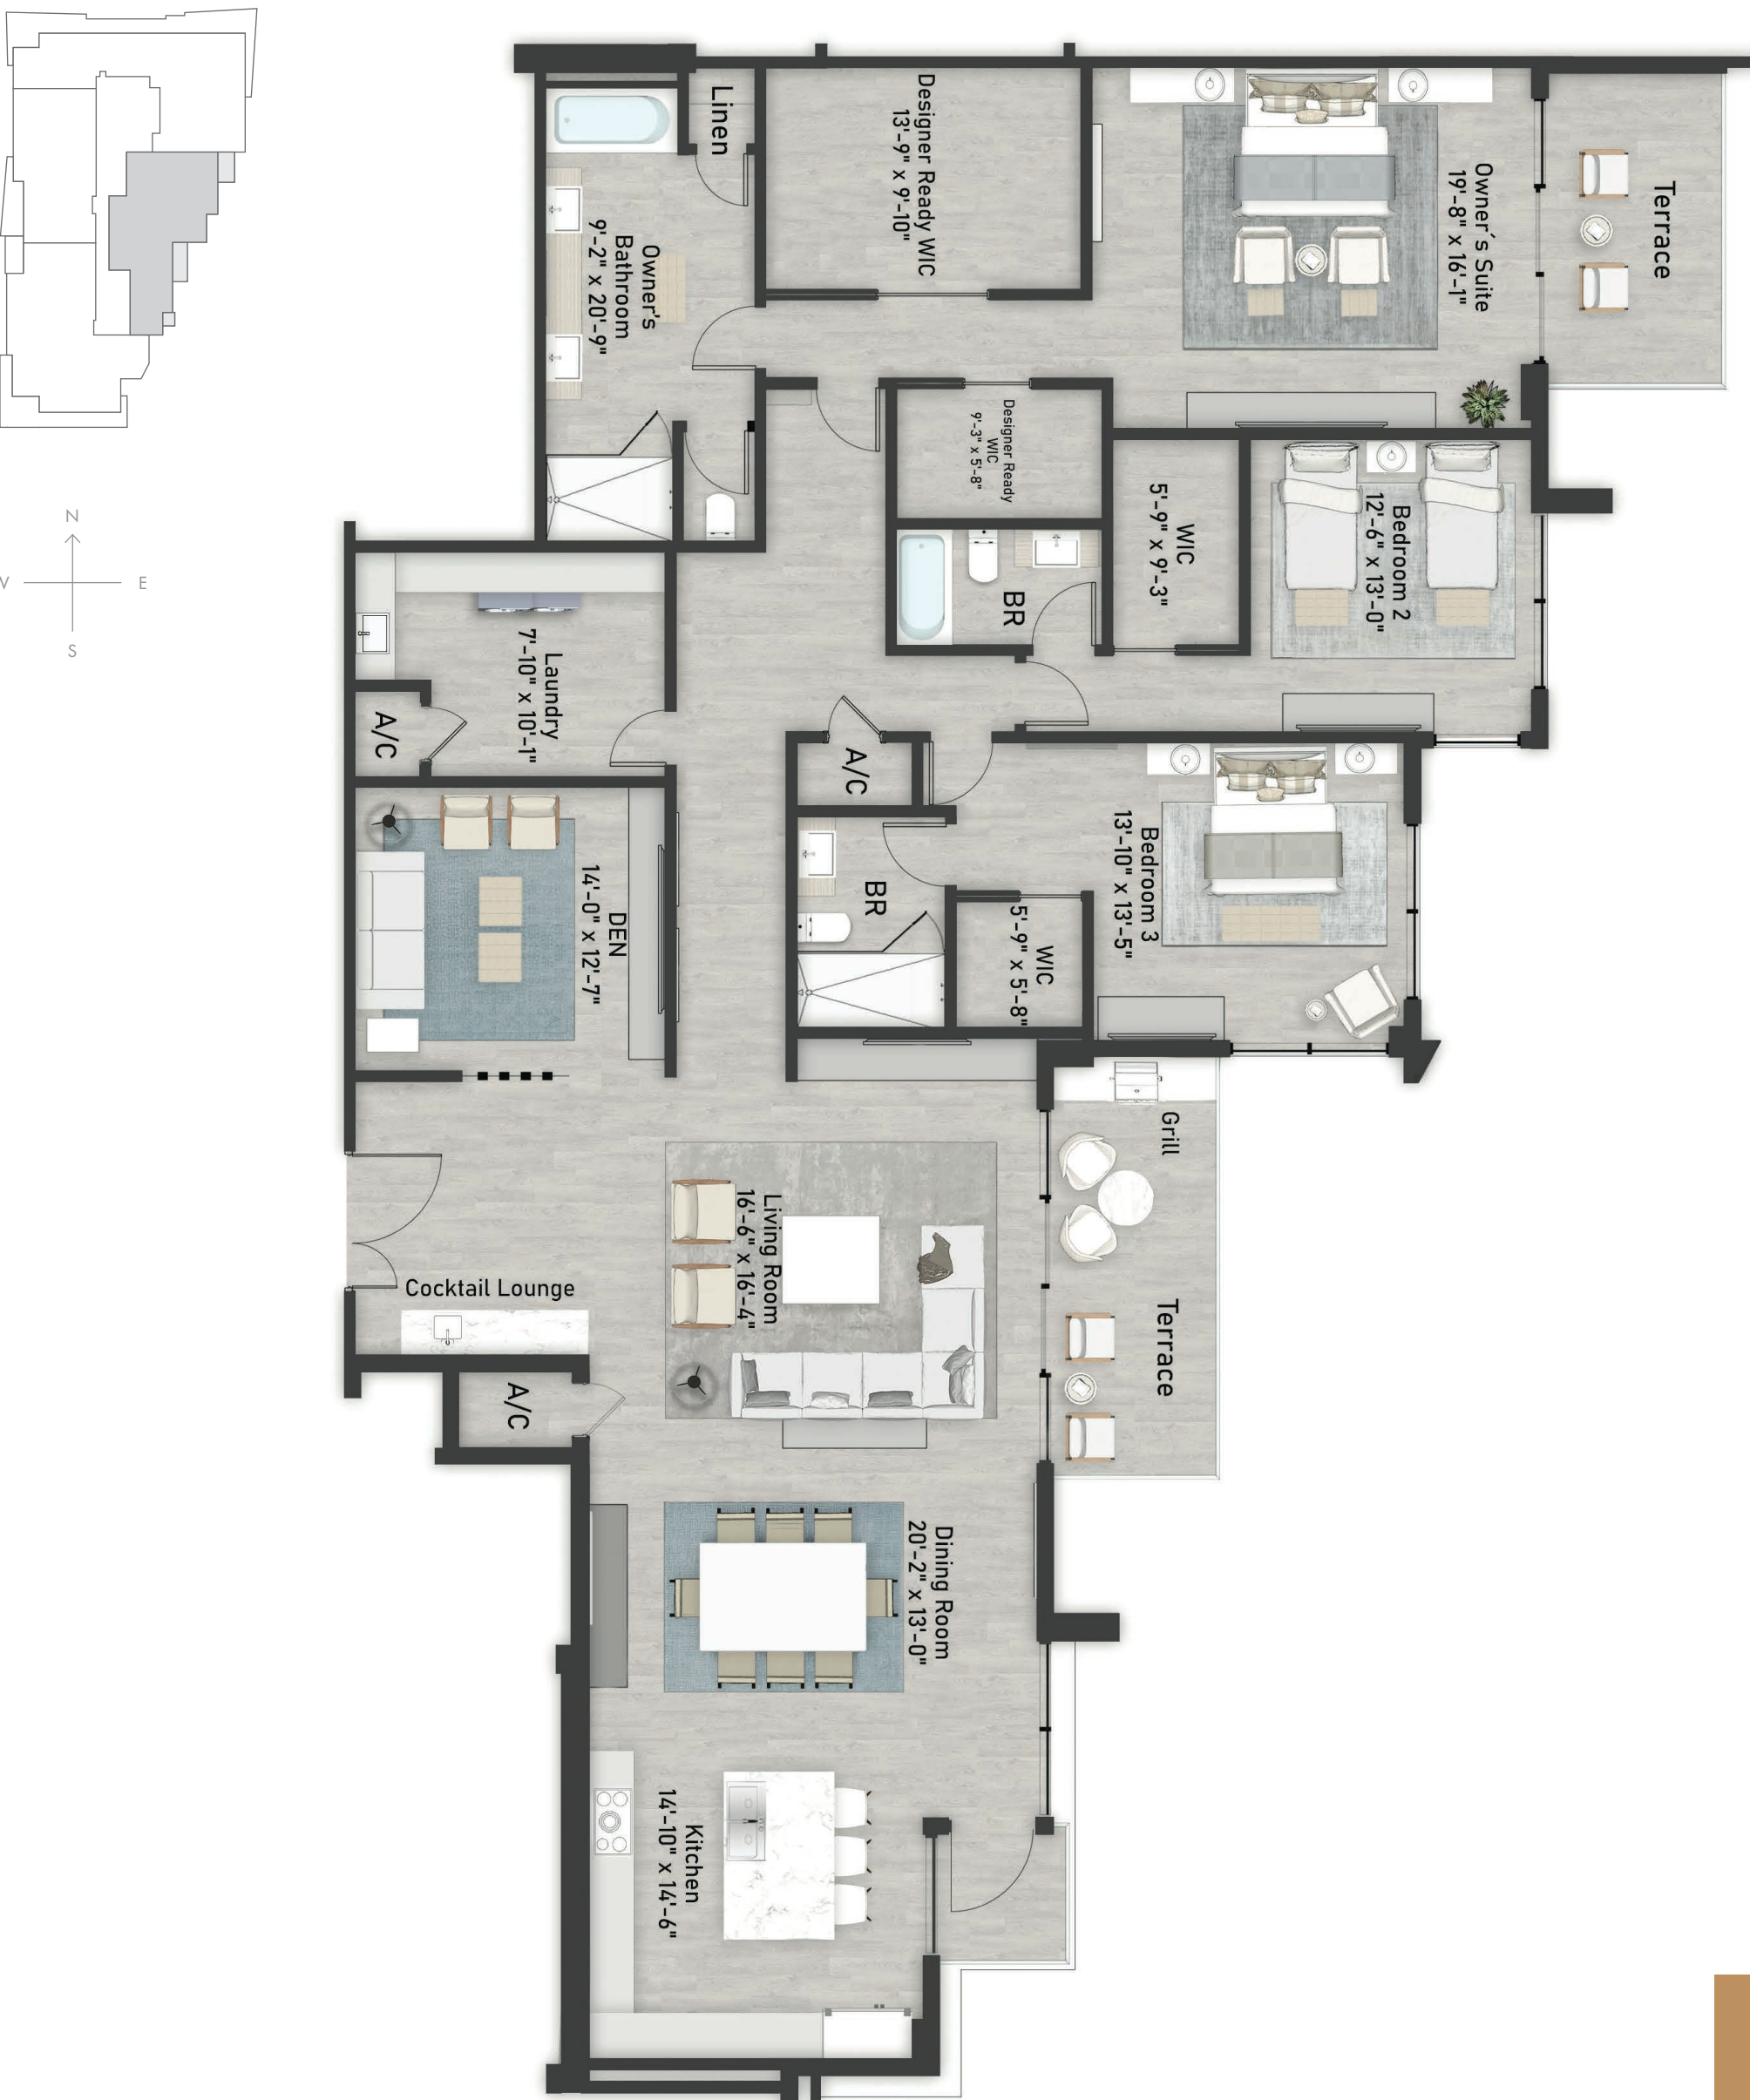 Linen
Designer Ready WIC
13'-9" x 9'-10"
Owner´s Suite
19'-8" x 16'-1"
Terrace
Owner's
Bathroom
9'-2" x 20'-9"
Designer Ready
WIC
9'-3" x 5'-8"
WIC
5'-9" x 9'-3"
Bedroom 2
12'-6" x 13'-0"
N
E
S
BR
Laundry
7'-10" x 10'-1"
A/C
A/C
Bedroom 3
13'-10" x 13'-5"
BR
WIC
5'-9" x 5'-8"
DEN
14'-0" x 12'-7"
Grill
Living Room
16'-6" x 16'-4"
Cocktail Lounge
Terrace
A/C
Dining Room
20'-2" x 13'-0"
Kitchen
14'-10" x 14'-6"